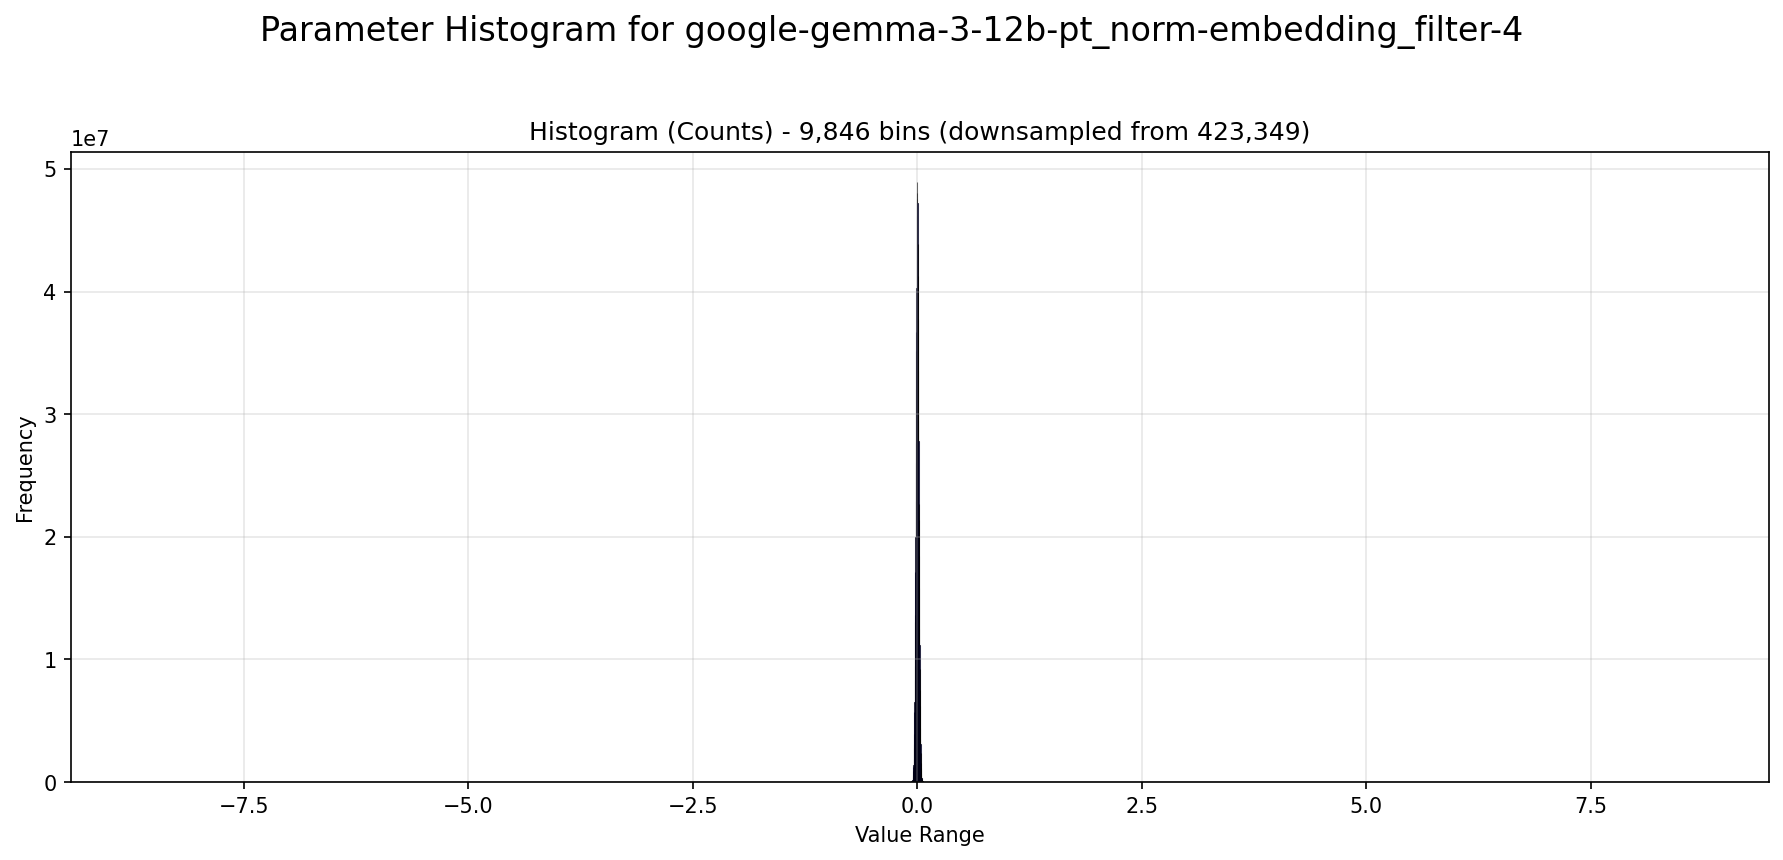 Parameter Histogram for google-gemma-3-12b-pt_norm-embedding_filter-4
Histogram (Counts) - 9,846 bins (downsampled from 423,349)
1e7
5
4
3
2
1
0
Frequency
−7.5 −5.0 −2.5 0.0 2.5 5.0 7.5
Value Range